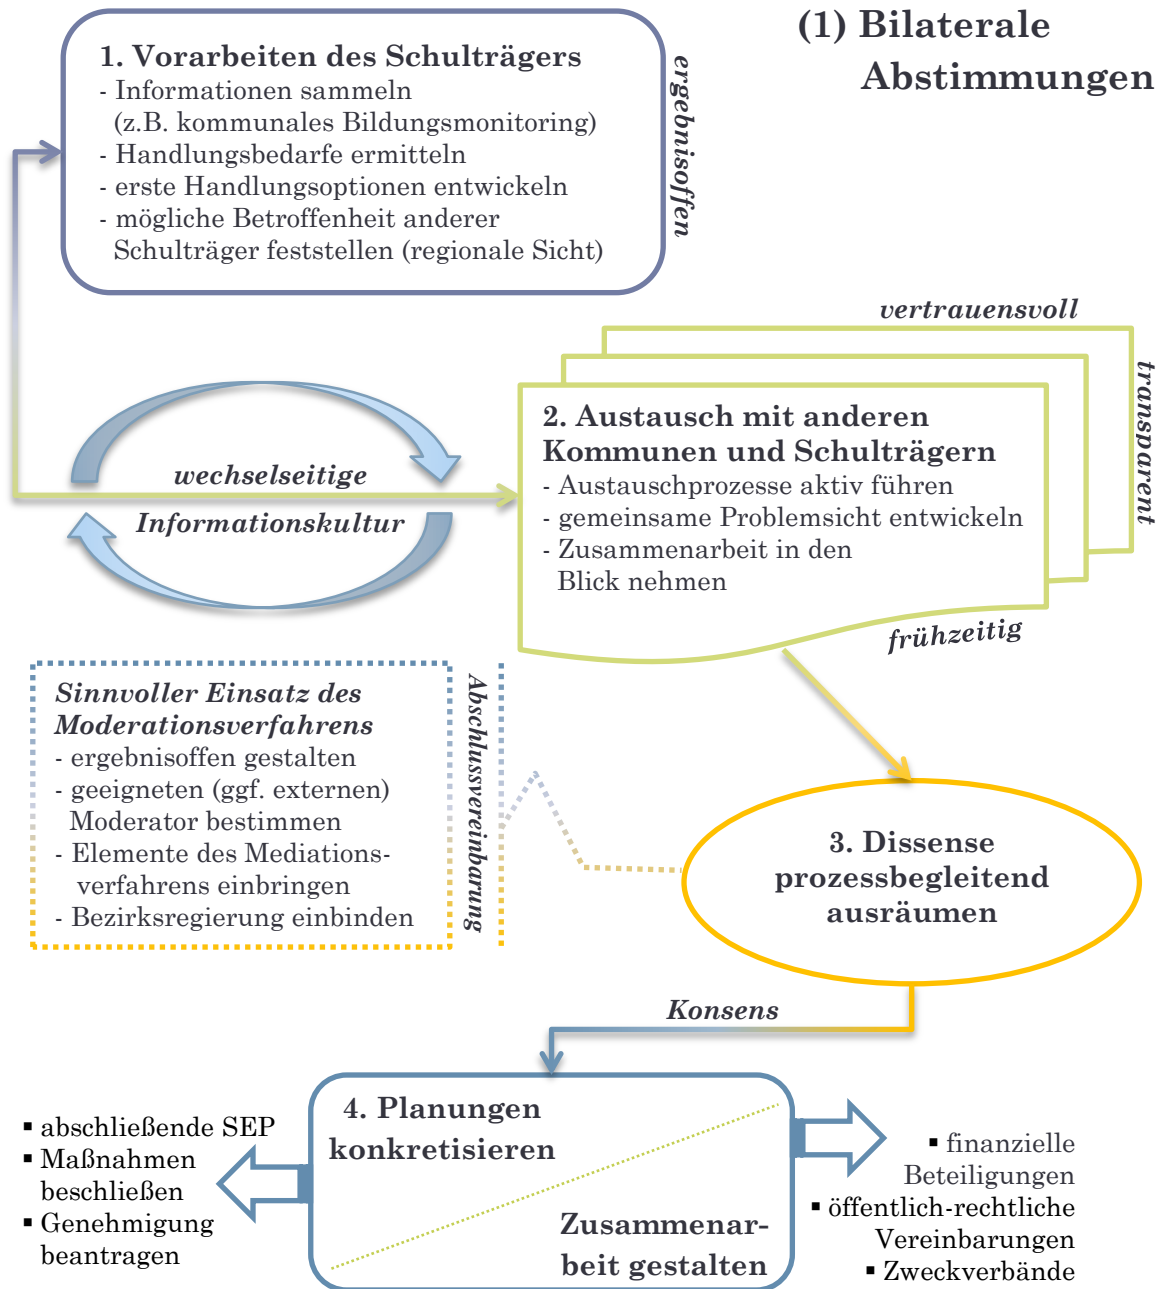 (1) Bilaterale
Abstimmungen
1. Vorarbeiten des Schulträgers
- Informationen sammeln
(z.B. kommunales Bildungsmonitoring)
- Handlungsbedarfe ermitteln
- erste Handlungsoptionen entwickeln
- mögliche Betroffenheit anderer
Schulträger feststellen (regionale Sicht)
ergebnisoffen
vertrauensvoll
transparent
2. Austausch mit anderen
Kommunen und Schulträgern
- Austauschprozesse aktiv führen
- gemeinsame Problemsicht entwickeln
- Zusammenarbeit in den
Blick nehmen
frühzeitig
wechselseitige
Informationskultur
Sinnvoller Einsatz des
Moderationsverfahrens
- ergebnisoffen gestalten
- geeigneten (ggf. externen)
Moderator bestimmen
- Elemente des Mediations-
verfahrens einbringen
- Bezirksregierung einbinden
Abschlussvereinbarung
3. Dissense
prozessbegleitend
ausräumen
Konsens
4. Planungen
konkretisieren
Zusammenar-
beit gestalten
▪ abschließende SEP
▪ Maßnahmen
beschließen
▪ Genehmigung
beantragen
▪ finanzielle
Beteiligungen
▪ öffentlich-rechtliche
Vereinbarungen
▪ Zweckverbände